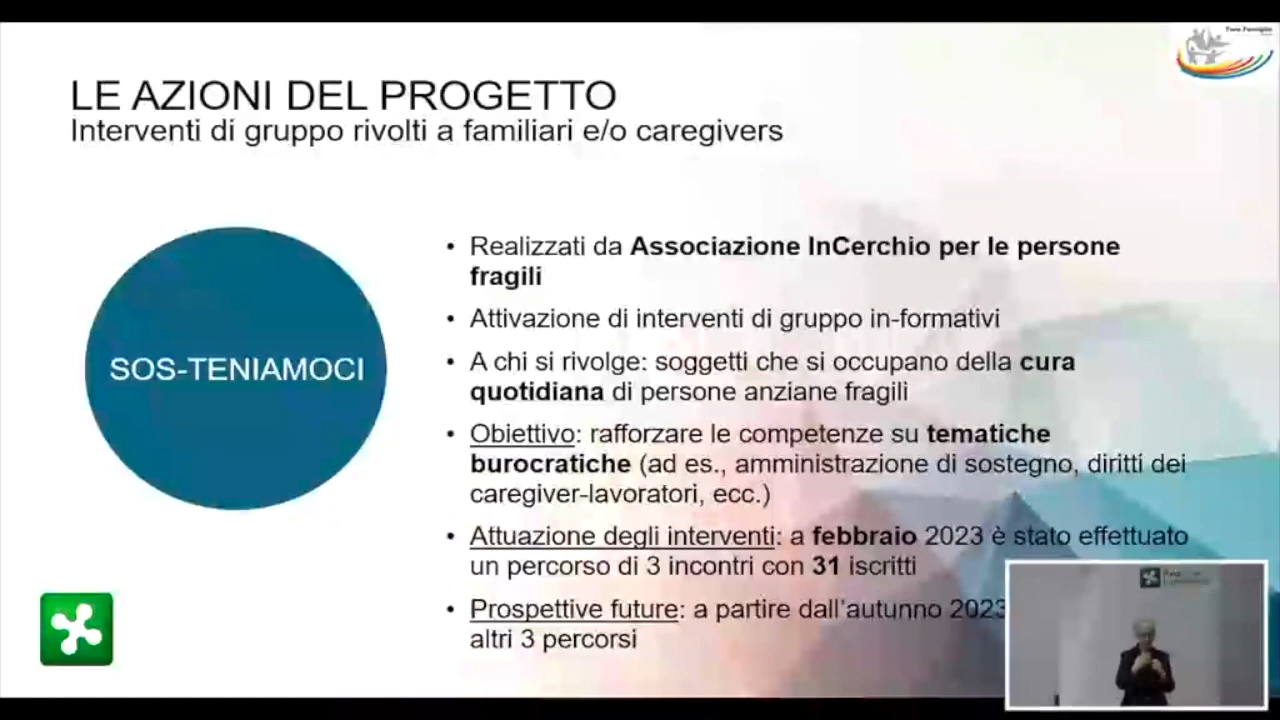 LE AZIONI DEL PROGETTO
Interventi di gruppo rivolti a familiari e/o caregivers
SOS-TENIAMOCI
• Realizzati da Associazione InCerchio per le persone
fragili
• Attivazione di interventi di gruppo in-formativi
• A chi si rivolge: soggetti che si occupano della cura
quotidiana di persone anziane fragili
• Obiettivo: rafforzare le competenze su tematiche
burocratiche (ad es., amministrazione di sostegno, diritti dei
caregiver-lavoratori, ecc.)
• Attuazione degli interventi: a febbraio 2023 è stato effettuato
un percorso di 3 incontri con 31 iscritti
• Prospettive future: a partire dall'autunno 2023
altri 3 percorsi